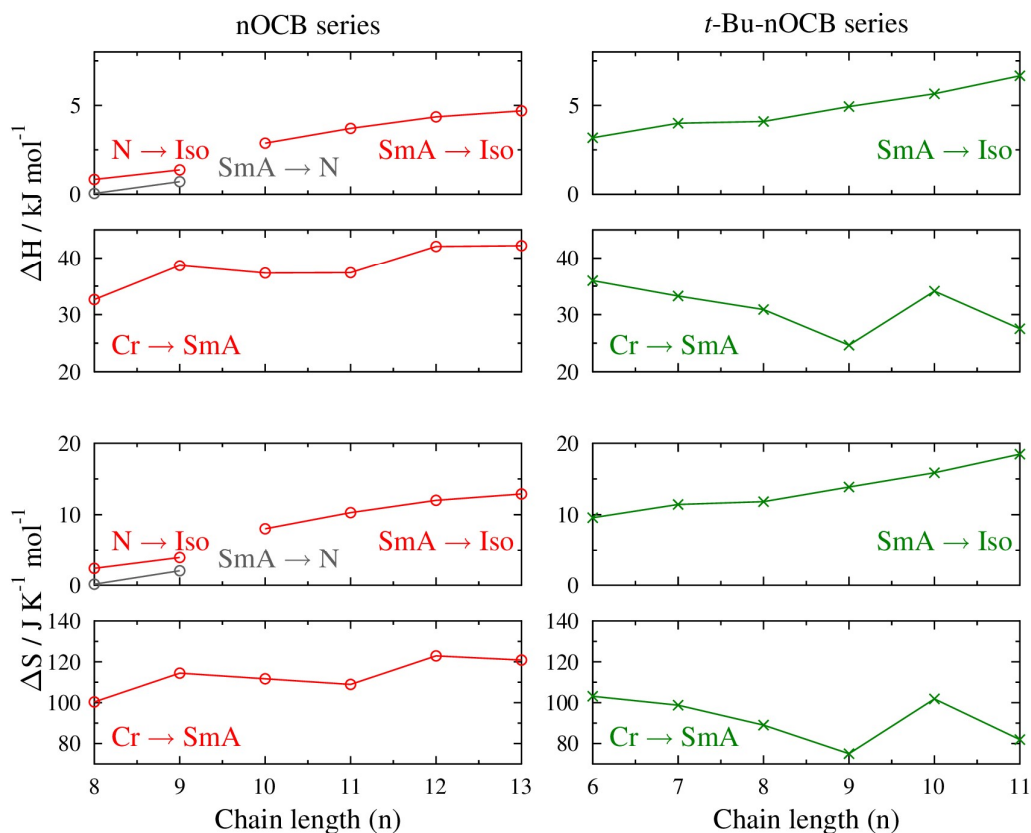 nOCB series
t-Bu-nOCB series
ΔH / kJ mol⁻¹
5
0
N → Iso
SmA → N
SmA → Iso
5
0
SmA → Iso
40
30
20
Cr → SmA
40
30
20
Cr → SmA
ΔS / J K⁻¹ mol⁻¹
20
10
0
N → Iso
SmA → N
SmA → Iso
20
15
10
5
0
SmA → Iso
140
120
100
80
Cr → SmA
8 9 10 11 12 13
Chain length (n)
140
120
100
80
Cr → SmA
6 7 8 9 10 11
Chain length (n)